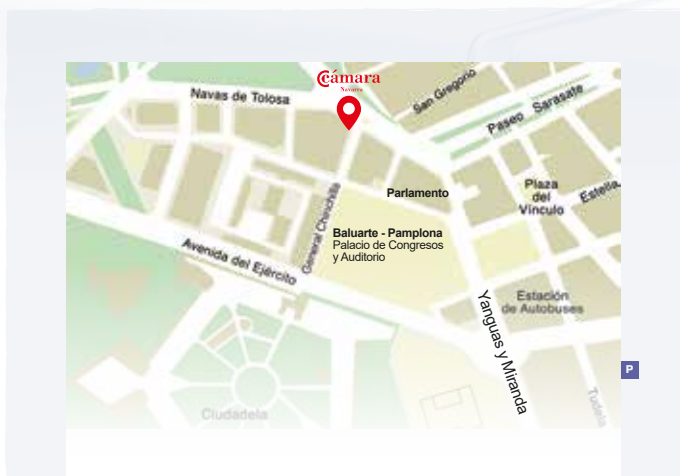 Cámara
Navarra
San Gregorio
Navas de Tolosa
Paseo Sarasate
Parlamento
Plaza
del
Vínculo
Estella
General Chinchilla
Baluarte - Pamplona
Palacio de Congresos
y Auditorio
Avenida del Ejército
Yanguas y Miranda
Estación
de Autobuses
P
Tudela
Ciudadela